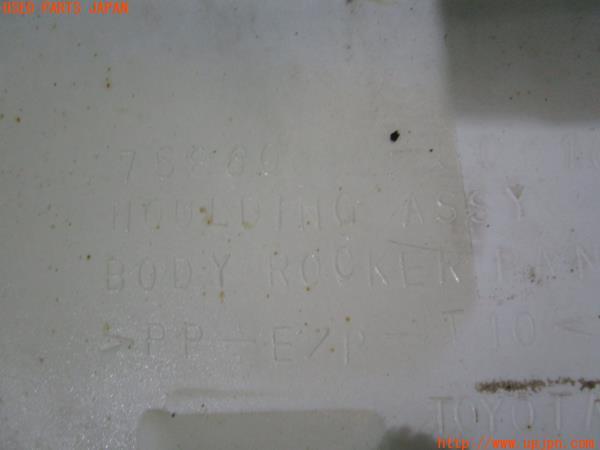 USED PARTS JAPAN
MOULDING ASSY
BODY ROCKER PAN
>PP-E/P-T10<
TOYOTA
http://www.upjpn.com